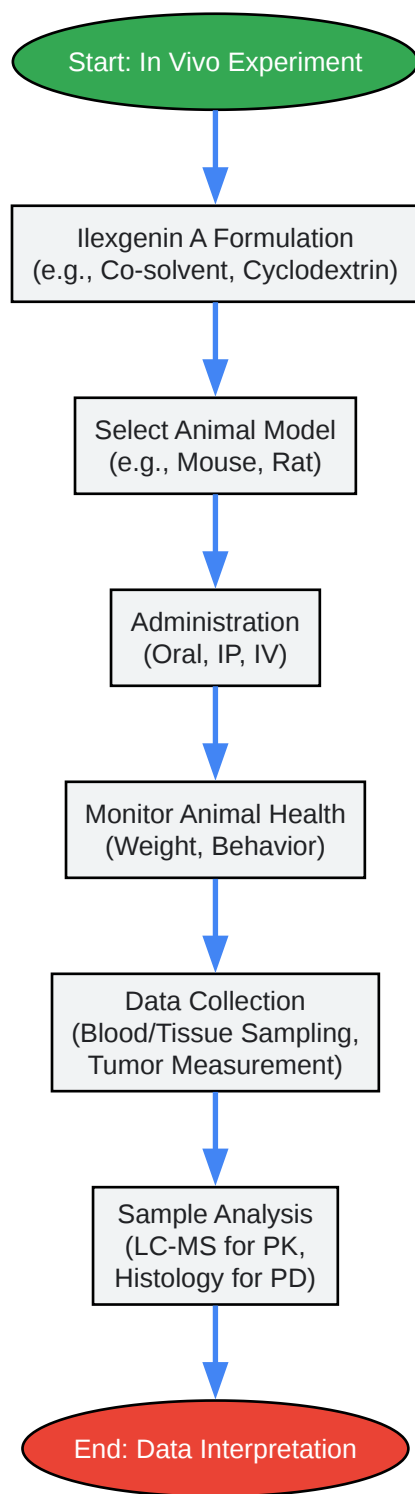 Start: In Vivo Experiment
Ilexgenin A Formulation
(e.g., Co-solvent, Cyclodextrin)
Select Animal Model
(e.g., Mouse, Rat)
Administration
(Oral, IP, IV)
Monitor Animal Health
(Weight, Behavior)
Data Collection
(Blood/Tissue Sampling,
Tumor Measurement)
Sample Analysis
(LC-MS for PK,
Histology for PD)
End: Data Interpretation